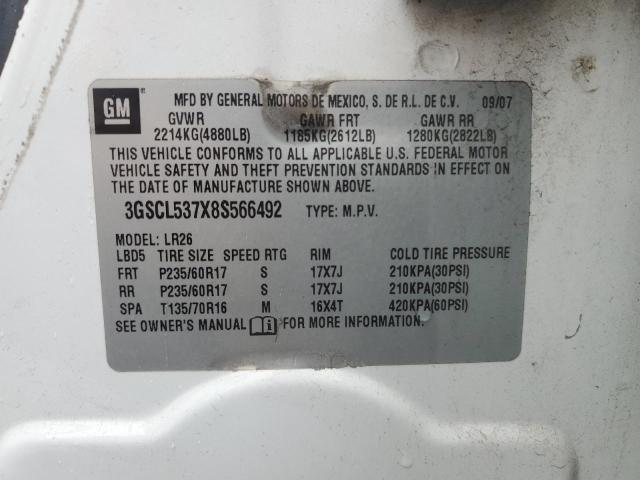 GM
MFD BY GENERAL MOTORS DE MEXICO, S. DE R.L. DE C.V. 09/07
GVWR GAWR FRT GAWR RR
2214KG(4880LB) 1185KG(2612LB) 1280KG(2822LB)
THIS VEHICLE CONFORMS TO ALL APPLICABLE U.S. FEDERAL MOTOR
VEHICLE SAFETY AND THEFT PREVENTION STANDARDS IN EFFECT ON
THE DATE OF MANUFACTURE SHOWN ABOVE.
3GSCL537X8S566492 TYPE: M.P.V.
MODEL: LR26
LBD5 TIRE SIZE SPEED RTG RIM COLD TIRE PRESSURE
FRT P235/60R17 S 17X7J 210KPA(30PSI)
RR P235/60R17 S 17X7J 210KPA(30PSI)
SPA T135/70R16 M 16X4T 420KPA(60PSI)
SEE OWNER'S MANUAL FOR MORE INFORMATION.